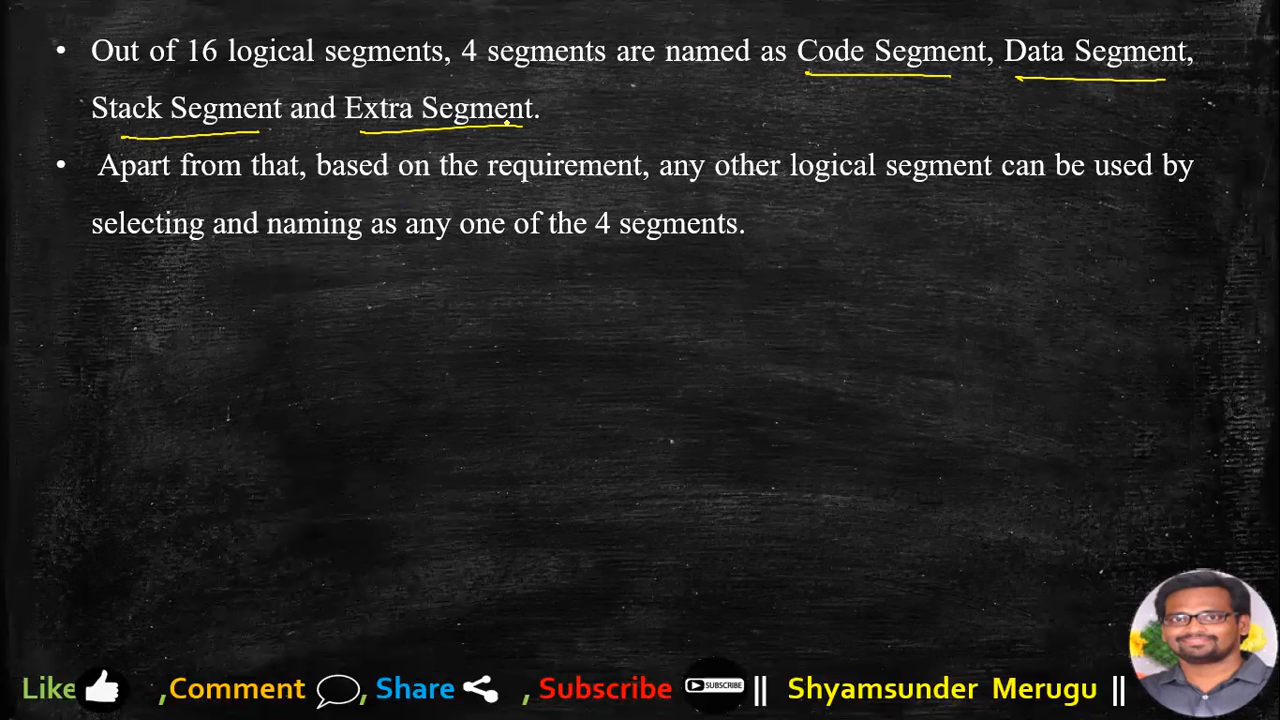 • Out of 16 logical segments, 4 segments are named as Code Segment, Data Segment,
Stack Segment and Extra Segment.
• Apart from that, based on the requirement, any other logical segment can be used by
selecting and naming as any one of the 4 segments.
Like ,Comment , Share , Subscribe SUBSCRIBE || Shyamsunder Merugu ||